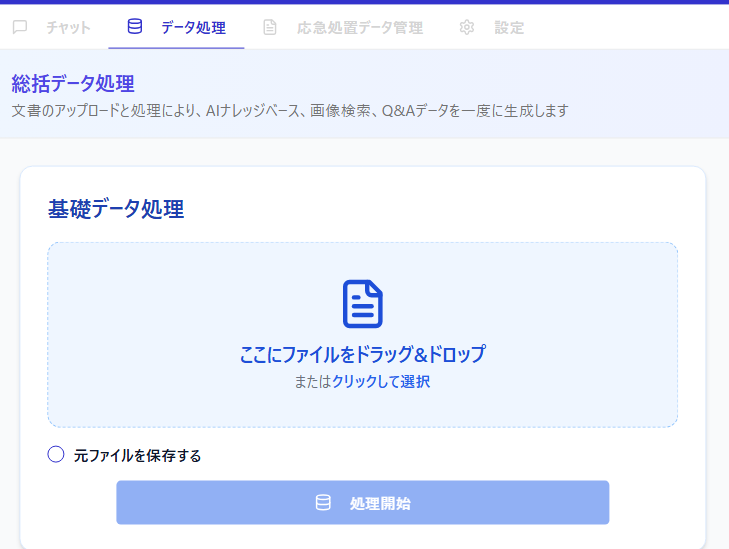 チャット データ処理 応急処置データ管理 設定
総括データ処理
文書のアップロードと処理により、AIナレッジベース、画像検索、Q&Aデータを一度に生成します
基礎データ処理
ここにファイルをドラッグ&ドロップ
またはクリックして選択
元ファイルを保存する
処理開始